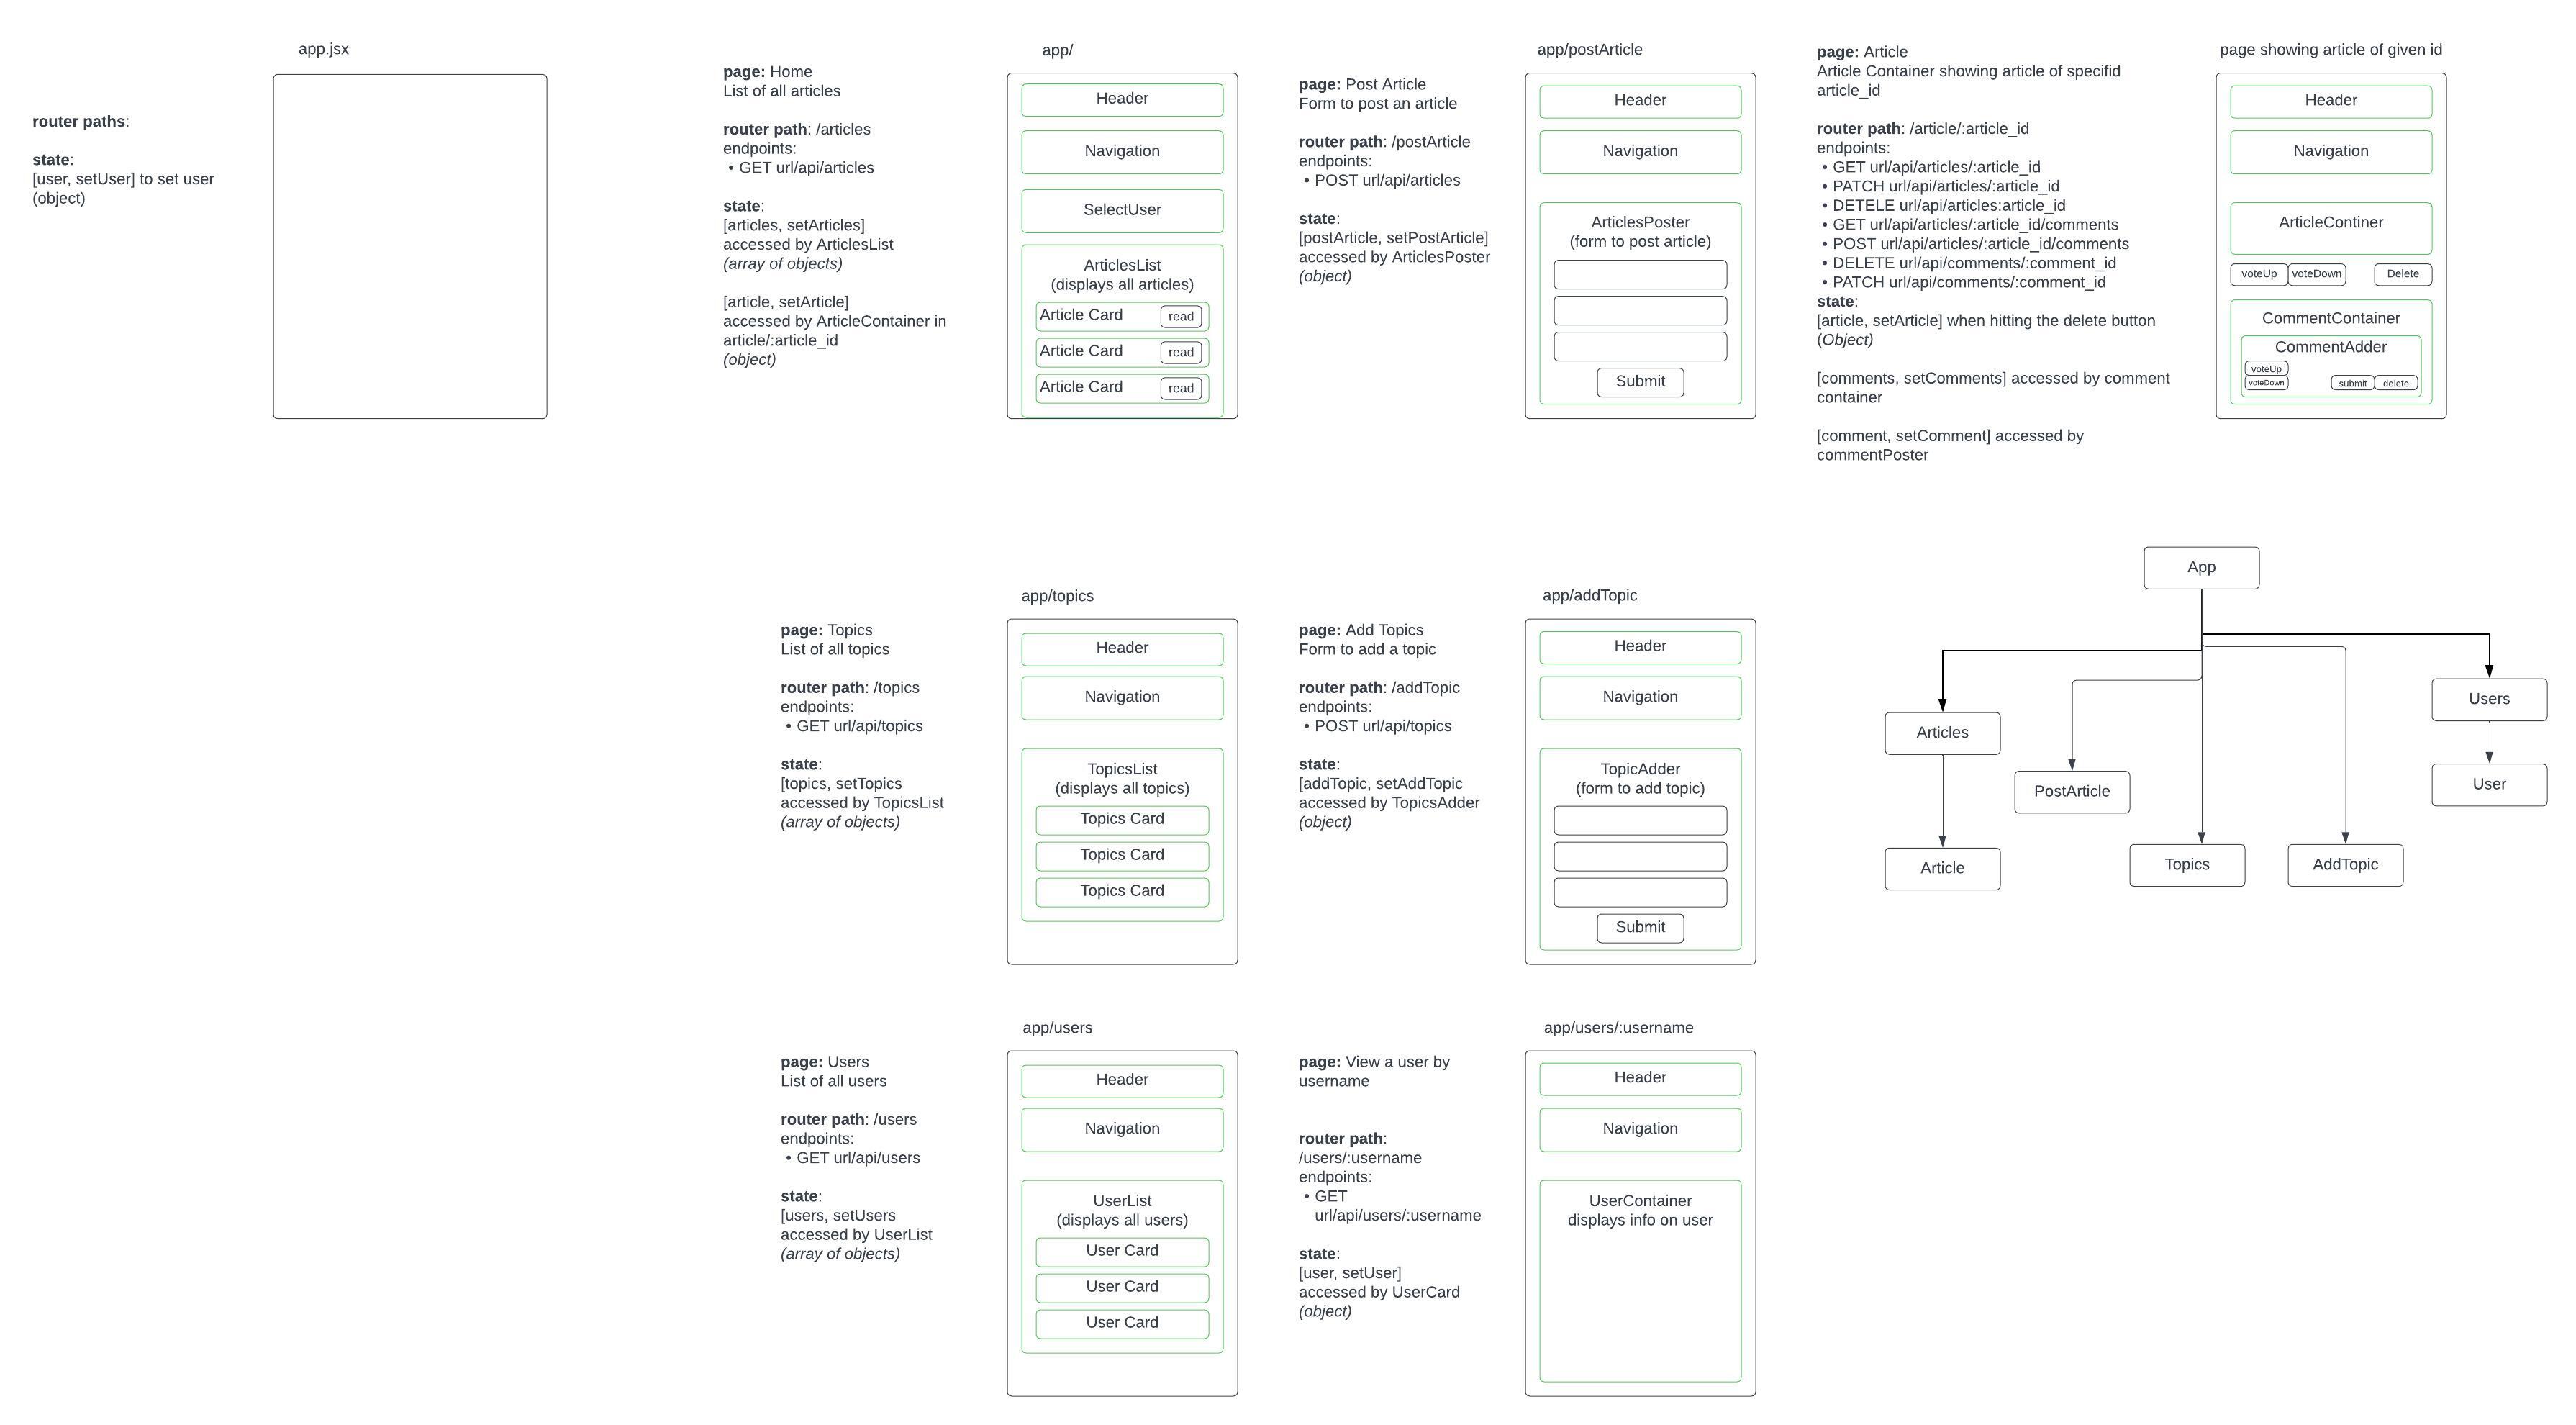 app.jsx
router paths:
state:
[user, setUser] to set user
(object)
page: Home
List of all articles
router path: /articles
endpoints:
• GET url/api/articles
state:
[articles, setArticles]
accessed by ArticlesList
(array of objects)
[article, setArticle]
accessed by ArticleContainer in
article/:article_id
(object)
app/
Header
Navigation
SelectUser
ArticlesList
(displays all articles)
Article Card read
Article Card read
Article Card read
page: Post Article
Form to post an article
router path: /postArticle
endpoints:
• POST url/api/articles
state:
[postArticle, setPostArticle]
accessed by ArticlesPoster
(object)
app/postArticle
Header
Navigation
ArticlesPoster
(form to post article)
Submit
page: Article
Article Container showing article of specifid
article_id
router path: /article/:article_id
endpoints:
• GET url/api/articles/:article_id
• PATCH url/api/articles/:article_id
• DETELE url/api/articles:article_id
• GET url/api/articles/:article_id/comments
• POST url/api/articles/:article_id/comments
• DELETE url/api/comments/:comment_id
• PATCH url/api/comments/:comment_id
state:
[article, setArticle] when hitting the delete button
(Object)
[comments, setComments] accessed by comment
container
[comment, setComment] accessed by
commentPoster
page showing article of given id
Header
Navigation
ArticleContiner
voteUp voteDown Delete
CommentContainer
CommentAdder
voteUp
voteDown submit delete
page: Topics
List of all topics
router path: /topics
endpoints:
• GET url/api/topics
state:
[topics, setTopics
accessed by TopicsList
(array of objects)
app/topics
Header
Navigation
TopicsList
(displays all topics)
Topics Card
Topics Card
Topics Card
page: Add Topics
Form to add a topic
router path: /addTopic
endpoints:
• POST url/api/topics
state:
[addTopic, setAddTopic
accessed by TopicsAdder
(object)
app/addTopic
Header
Navigation
TopicAdder
(form to add topic)
Submit
App
Users
Articles
User
PostArticle
Article
Topics
AddTopic
page: Users
List of all users
router path: /users
endpoints:
• GET url/api/users
state:
[users, setUsers
accessed by UserList
(array of objects)
app/users
Header
Navigation
UserList
(displays all users)
User Card
User Card
User Card
page: View a user by
username
router path:
/users/:username
endpoints:
• GET
url/api/users/:username
state:
[user, setUser]
accessed by UserCard
(object)
app/users/:username
Header
Navigation
UserContainer
displays info on user